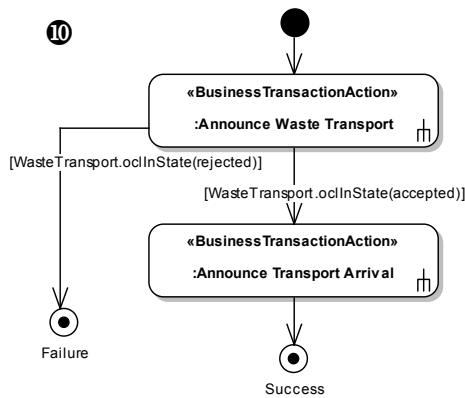 ❿
«BusinessTransactionAction»
:Announce Waste Transport
[WasteTransport.oclInState(rejected)]
[WasteTransport.oclInState(accepted)]
«BusinessTransactionAction»
:Announce Transport Arrival
Failure
Success